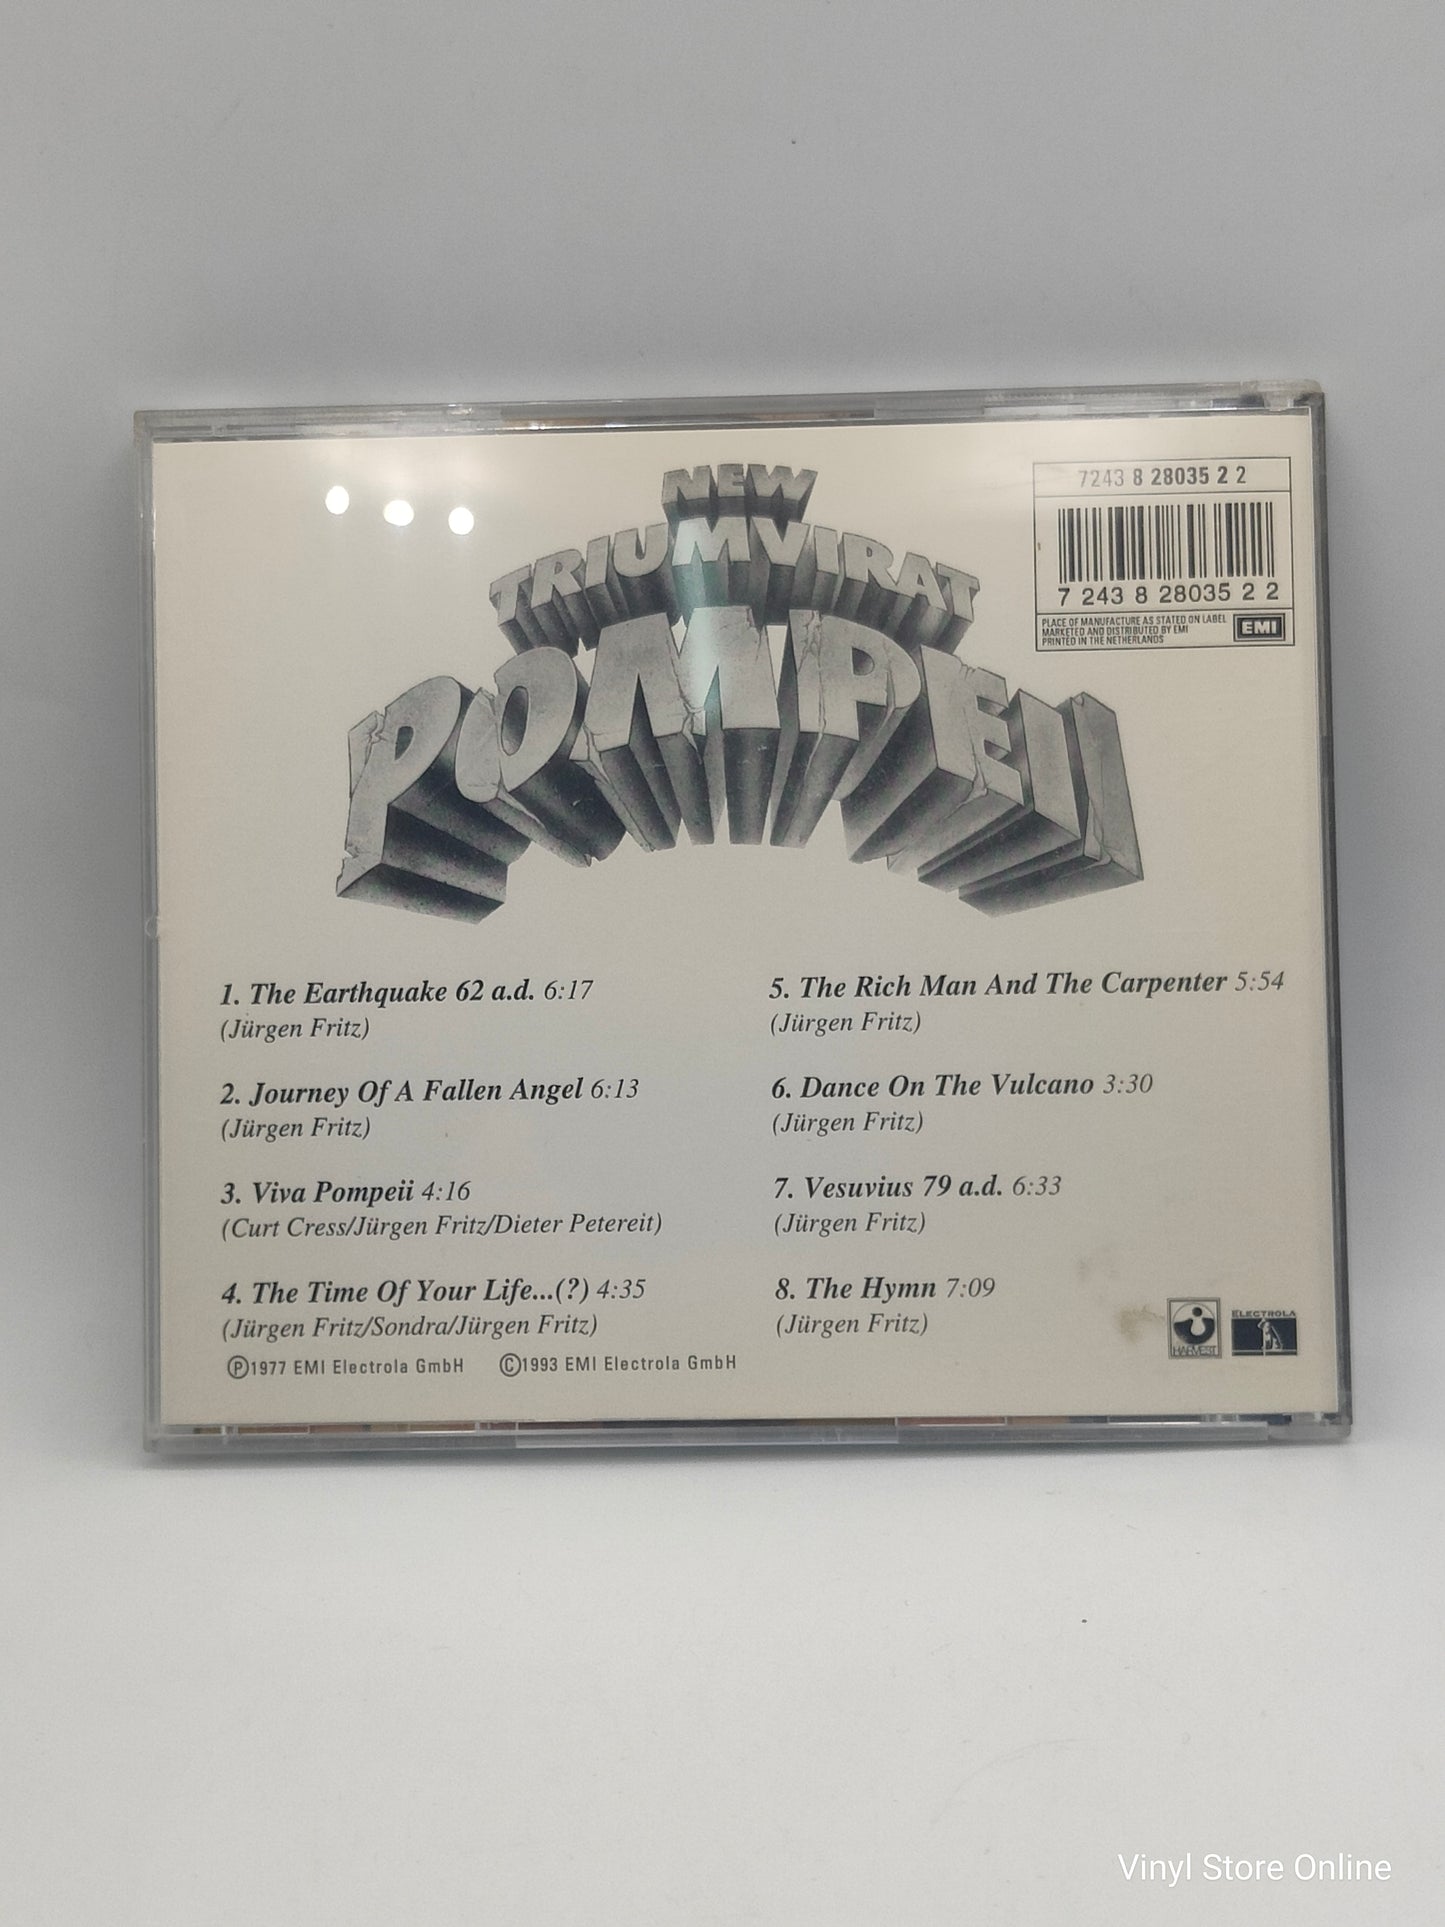 NEW
TRIUMVIRAT
POMPEII
7243 8 28035 2 2
7 243 8 28035 2 2
PLACE OF MANUFACTURE AS STATED ON LABEL
MARKETED AND DISTRIBUTED BY EMI
PRINTED IN THE NETHERLANDS
EMI
1. The Earthquake 62 a.d. 6:17
(Jürgen Fritz)
2. Journey Of A Fallen Angel 6:13
(Jürgen Fritz)
3. Viva Pompeii 4:16
(Curt Cress/Jürgen Fritz/Dieter Petereit)
4. The Time Of Your Life...(?) 4:35
(Jürgen Fritz/Sondra/Jürgen Fritz)
℗1977 EMI Electrola GmbH ©1993 EMI Electrola GmbH
5. The Rich Man And The Carpenter 5:54
(Jürgen Fritz)
6. Dance On The Vulcano 3:30
(Jürgen Fritz)
7. Vesuvius 79 a.d. 6:33
(Jürgen Fritz)
8. The Hymn 7:09
(Jürgen Fritz)
HARVEST
ELECTROLA
Vinyl Store Online